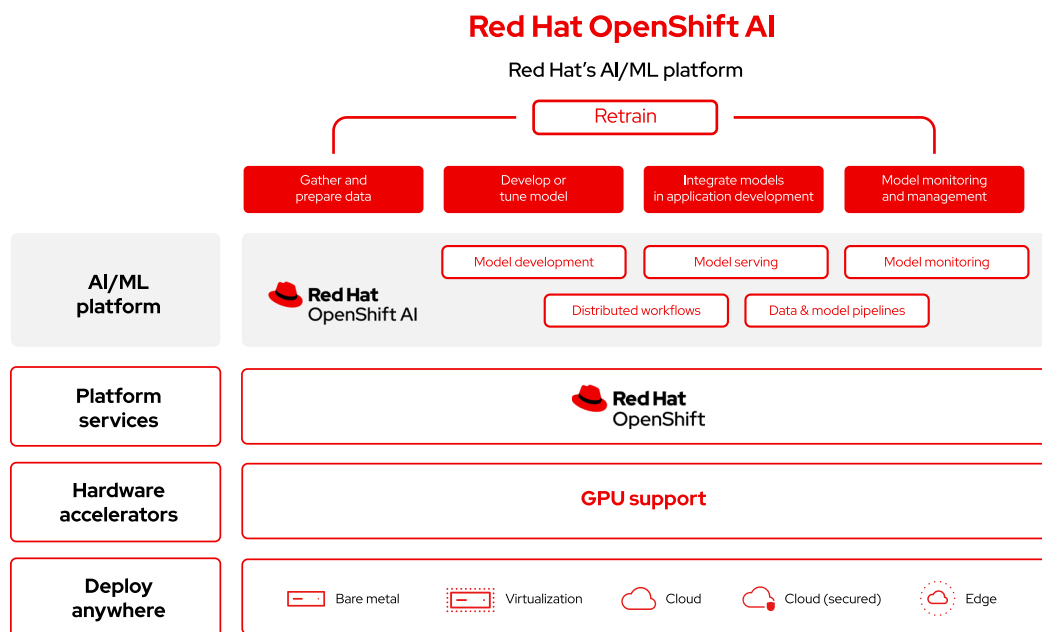 Red Hat OpenShift AI
Red Hat's AI/ML platform
Retrain
Gather and
prepare data
Develop or
tune model
Integrate models
in application development
Model monitoring
and management
AI/ML
platform
Red Hat
OpenShift AI
Model development
Model serving
Model monitoring
Distributed workflows
Data & model pipelines
Platform
services
Red Hat
OpenShift
Hardware
accelerators
GPU support
Deploy
anywhere
Bare metal
Virtualization
Cloud
Cloud (secured)
Edge